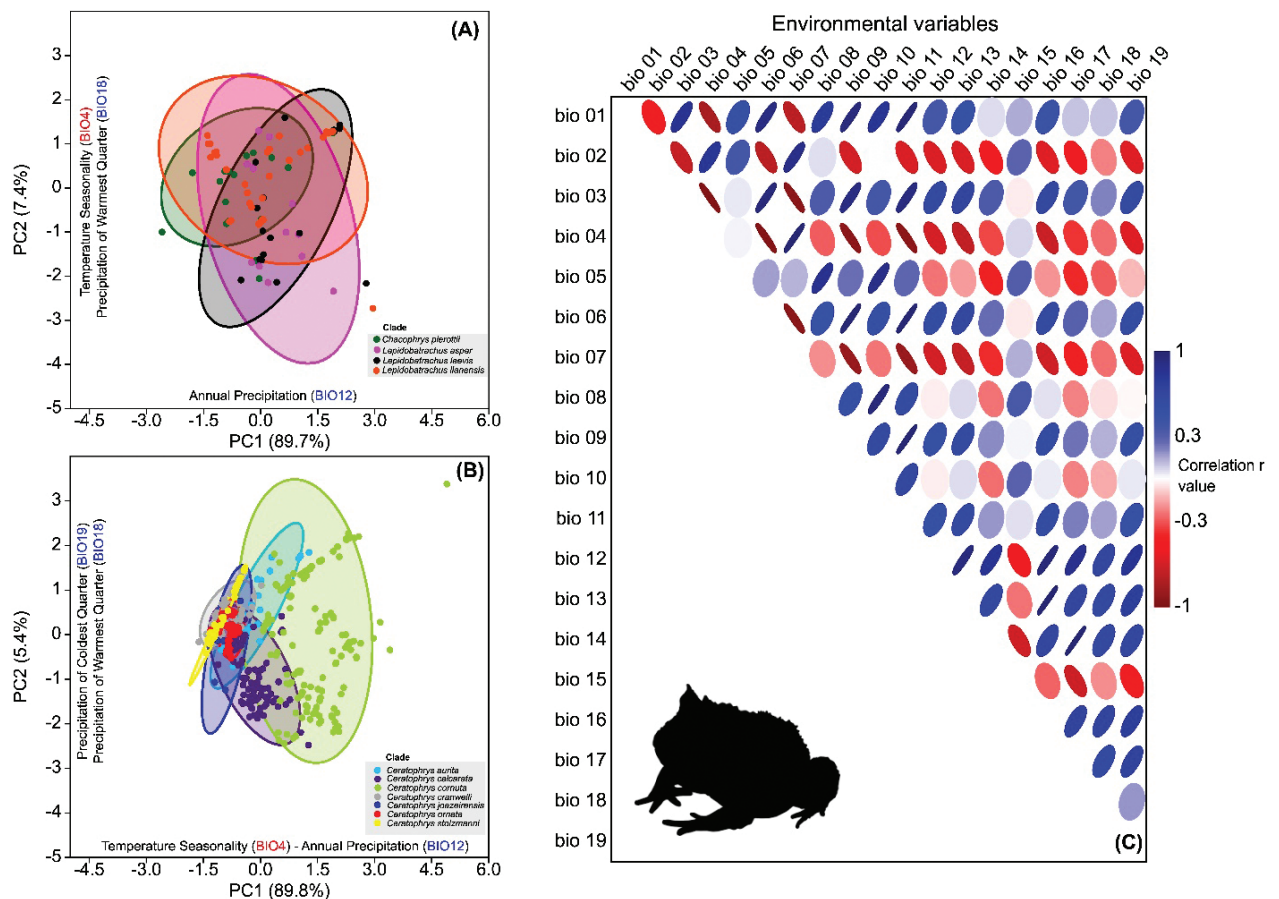 (A)
3
2
1
0
-1
-2
-3
-4
-5
PC2 (7.4%)
Temperature Seasonality (BIO4)
Precipitation of Warmest Quarter (BIO18)
Clade
Chacophrys pierottii
Lepidobatrachus asper
Lepidobatrachus laevis
Lepidobatrachus llanensis
Annual Precipitation (BIO12)
-4.5 -3.0 -1.5 0.0 1.5 3.0 4.5 6.0
PC1 (89.7%)
(B)
3
2
1
0
-1
-2
-3
-4
-5
PC2 (5.4%)
Precipitation of Coldest Quarter (BIO19)
Precipitation of Warmest Quarter (BIO18)
Clade
Ceratophrys aurita
Ceratophrys calcarata
Ceratophrys cornuta
Ceratophrys cranwelli
Ceratophrys joazeirensis
Ceratophrys ornata
Ceratophrys stolzmanni
Temperature Seasonality (BIO4) - Annual Precipitation (BIO12)
-4.5 -3.0 -1.5 0.0 1.5 3.0 4.5 6.0
PC1 (89.8%)
Environmental variables
bio 01 bio 02 bio 03 bio 04 bio 05 bio 06 bio 07 bio 08 bio 09 bio 10 bio 11 bio 12 bio 13 bio 14 bio 15 bio 16 bio 17 bio 18 bio 19
bio 01
bio 02
bio 03
bio 04
bio 05
bio 06
bio 07
bio 08
bio 09
bio 10
bio 11
bio 12
bio 13
bio 14
bio 15
bio 16
bio 17
bio 18
bio 19
1
0.3
Correlation r
value
-0.3
-1
(C)